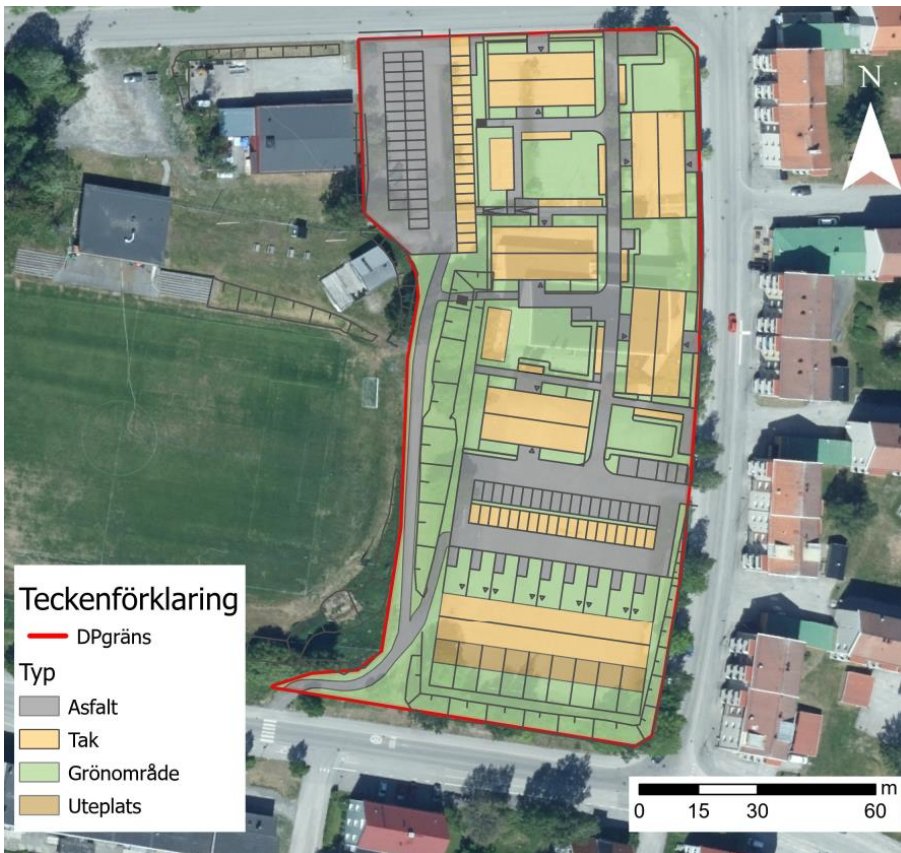 N
Teckenförklaring
DPgräns
Typ
Asfalt
Tak
Grönområde
Uteplats
m
0 15 30 60